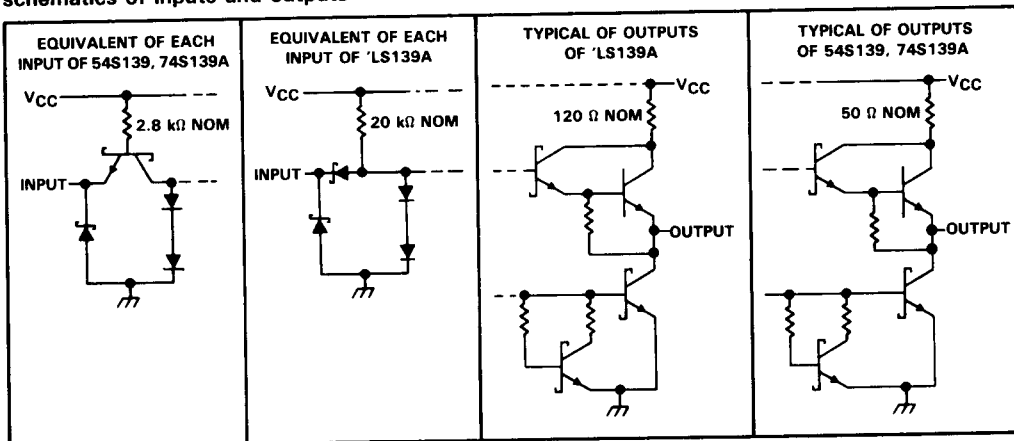 schematics of inputs and outputs
EQUIVALENT OF EACH
INPUT OF 54S139, 74S139A
VCC
2.8 kΩ NOM
INPUT
EQUIVALENT OF EACH
INPUT OF 'LS139A
VCC
20 kΩ NOM
INPUT
TYPICAL OF OUTPUTS
OF 'LS139A
VCC
120 Ω NOM
OUTPUT
TYPICAL OF OUTPUTS
OF 54S139, 74S139A
VCC
50 Ω NOM
OUTPUT